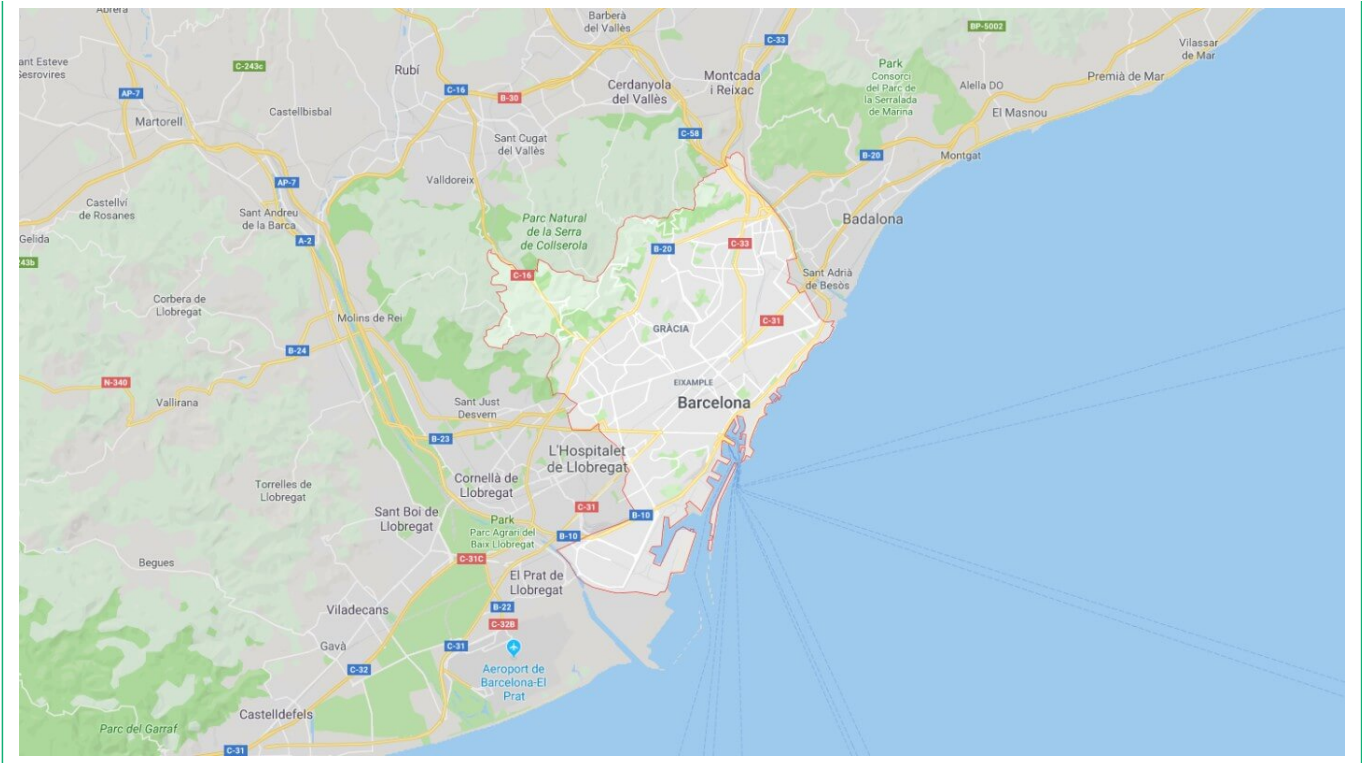 Abrera
Barberà
del Vallès
BP-5002
C-33
Vilassar
de Mar
ant Esteve
Sesrovires
C-243c
Rubí
Cerdanyola
del Vallès
Montcada
i Reixac
Park
Consorci
del Parc de
la Serralada
de Marina
Alella DO
Premià de Mar
AP-7
C-16
B-30
Martorell
Castellbisbal
El Masnou
Sant Cugat
del Vallès
C-58
B-20
Montgat
AP-7
Valldoreix
Castellví
de Rosanes
Sant Andreu
de la Barca
Parc Natural
de la Serra
de Collserola
Badalona
Gelida
A-2
B-20
C-33
243b
C-16
Sant Adrià
de Besòs
Corbera de
Llobregat
Molins de Rei
GRÀCIA
C-31
B-24
N-340
EIXAMPLE
Vallirana
Sant Just
Desvern
Barcelona
B-23
L'Hospitalet
de Llobregat
Torrelles de
Llobregat
Cornellà de
Llobregat
Sant Boi de
Llobregat
C-31
B-10
Park
Parc Agrari del
Baix Llobregat
B-10
C-31C
Begues
El Prat de
Llobregat
Viladecans
B-22
C-32B
Gavà
C-31
C-32
Aeroport de
Barcelona-El
Prat
Castelldefels
Parc del Garraf
C-31